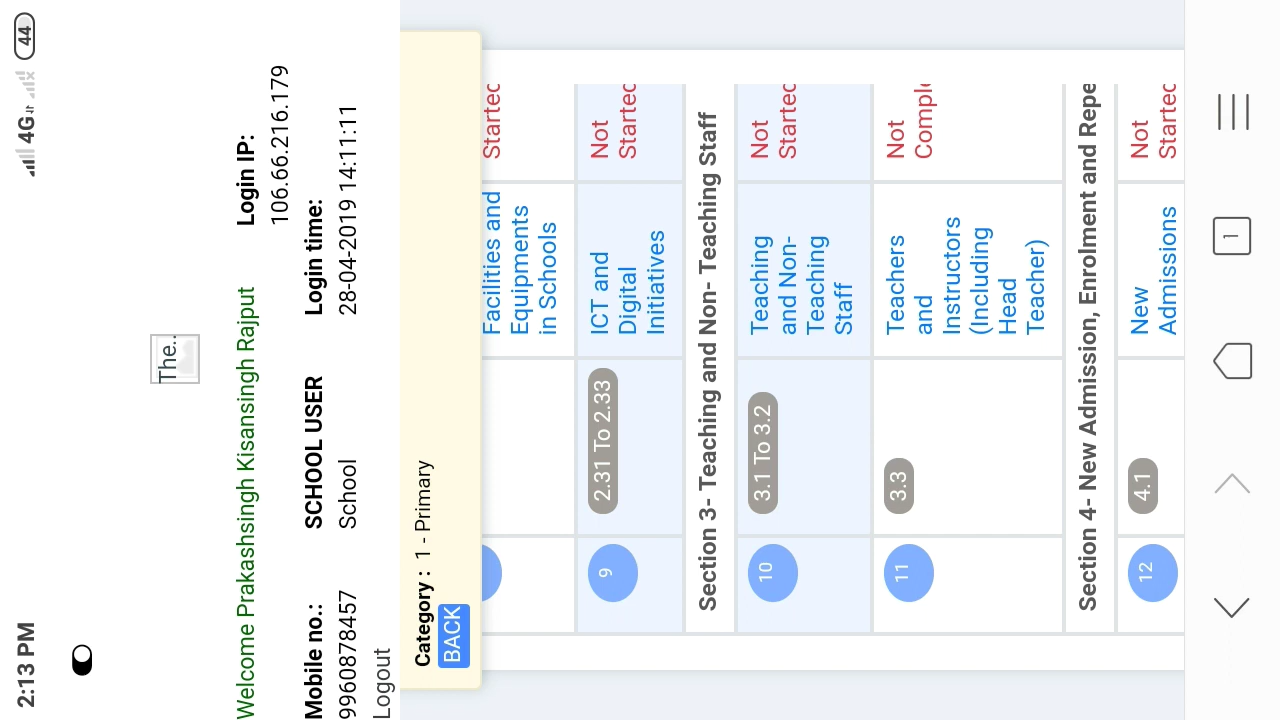 2:13 PM
4G
44
The..
Welcome Prakashsingh Kisansingh Rajput
Login IP:
106.66.216.179
Mobile no.:
9960878457
SCHOOL USER
School
Login time:
28-04-2019 14:11:11
Logout
Category : 1 - Primary
BACK
Facilities and
Equipments
in Schools
Started
9
2.31 To 2.33
ICT and
Digital
Initiatives
Not
Started
Section 3- Teaching and Non- Teaching Staff
10
3.1 To 3.2
Teaching
and Non-
Teaching
Staff
Not
Started
11
3.3
Teachers
and
Instructors
(Including
Head
Teacher)
Not
Comple
Section 4- New Admission, Enrolment and Repe
12
4.1
New
Admissions
Not
Started
1